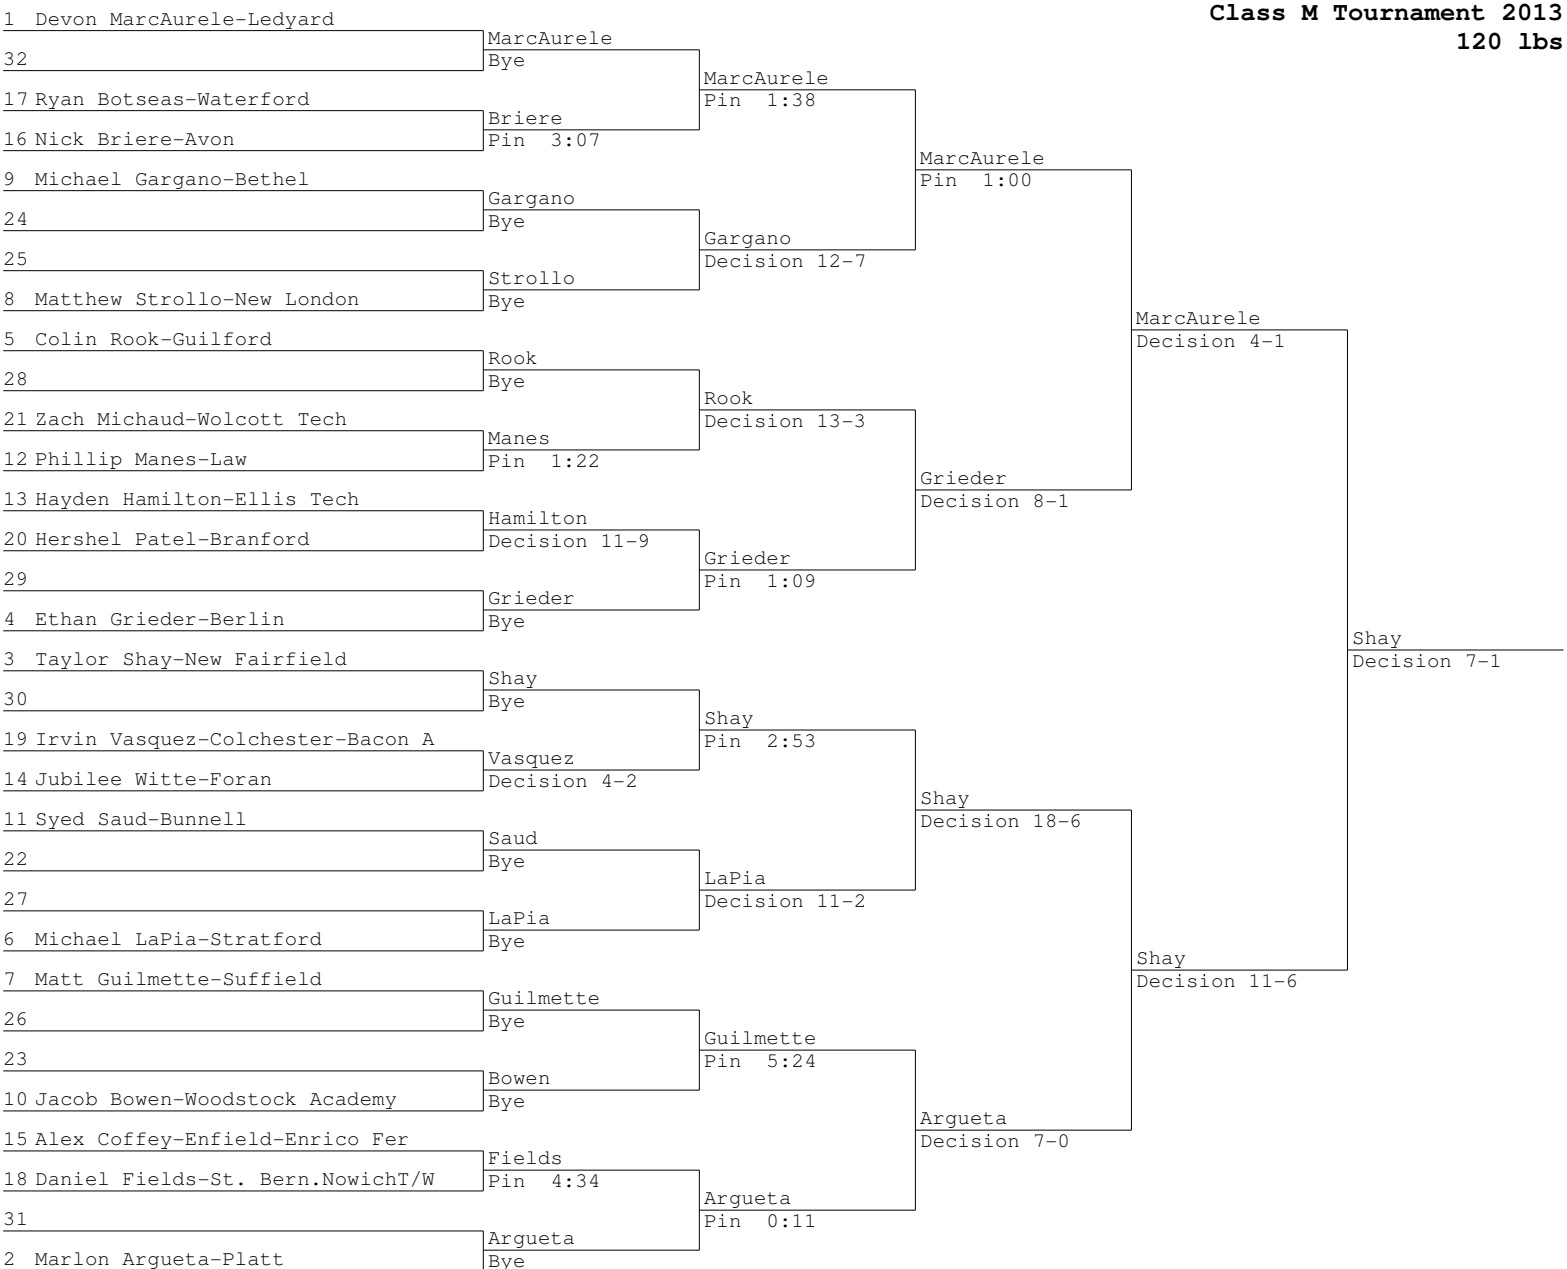 Class M Tournament 2013
120 lbs
1 Devon MarcAurele-Ledyard
MarcAurele
32
Bye
MarcAurele
17 Ryan Botseas-Waterford
Pin 1:38
Briere
16 Nick Briere-Avon
Pin 3:07
MarcAurele
9 Michael Gargano-Bethel
Pin 1:00
Gargano
24
Bye
Gargano
25
Decision 12-7
Strollo
8 Matthew Strollo-New London
Bye
MarcAurele
5 Colin Rook-Guilford
Decision 4-1
Rook
28
Bye
Rook
21 Zach Michaud-Wolcott Tech
Decision 13-3
Manes
12 Phillip Manes-Law
Pin 1:22
Grieder
13 Hayden Hamilton-Ellis Tech
Decision 8-1
Hamilton
20 Hershel Patel-Branford
Decision 11-9
Grieder
29
Pin 1:09
Grieder
4 Ethan Grieder-Berlin
Bye
Shay
3 Taylor Shay-New Fairfield
Decision 7-1
Shay
30
Bye
Shay
19 Irvin Vasquez-Colchester-Bacon A
Pin 2:53
Vasquez
14 Jubilee Witte-Foran
Decision 4-2
Shay
11 Syed Saud-Bunnell
Decision 18-6
Saud
22
Bye
LaPia
27
Decision 11-2
LaPia
6 Michael LaPia-Stratford
Bye
Shay
7 Matt Guilmette-Suffield
Decision 11-6
Guilmette
26
Bye
Guilmette
23
Pin 5:24
Bowen
10 Jacob Bowen-Woodstock Academy
Bye
Argueta
15 Alex Coffey-Enfield-Enrico Fer
Decision 7-0
Fields
18 Daniel Fields-St. Bern.NowichT/W
Pin 4:34
Argueta
31
Pin 0:11
Argueta
2 Marlon Argueta-Platt
Bye